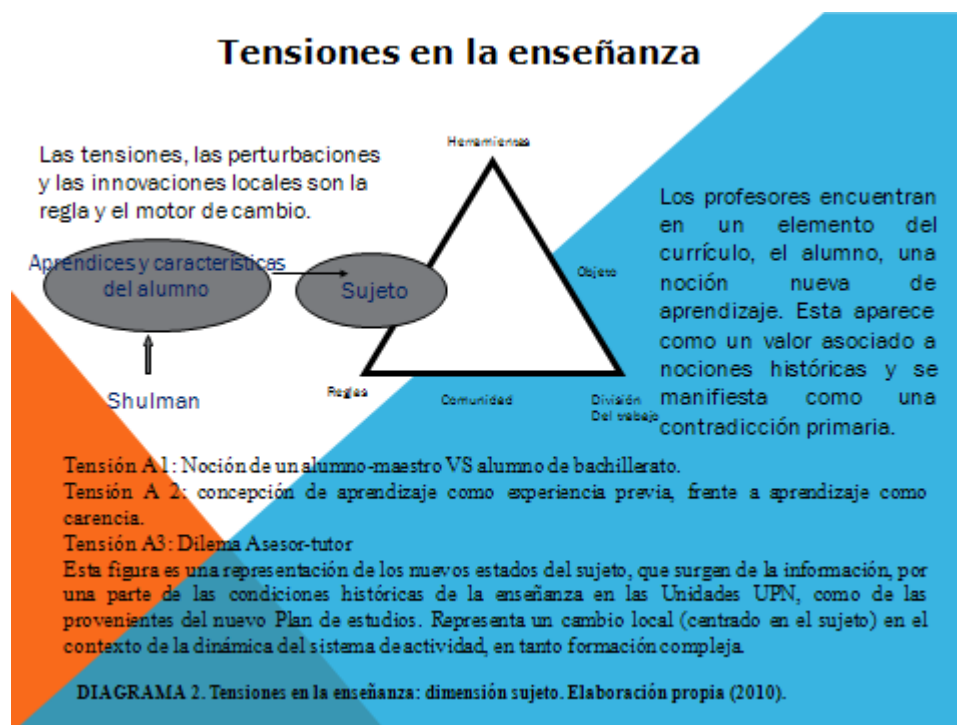 Tensiones en la enseñanza
Las tensiones, las perturbaciones
y las innovaciones locales son la
regla y el motor de cambio.
Herramientas
Aprendices y características
del alumno
Sujeto
Objeto
Shulman
Reglas
Comunidad
División
Del trabajo
Los profesores encuentran
en un elemento del
currículo, el alumno, una
noción nueva de
aprendizaje. Esta aparece
como un valor asociado a
nociones históricas y se
manifiesta como una
contradicción primaria.
Tensión A 1: Noción de un alumno-maestro VS alumno de bachillerato.
Tensión A 2: concepción de aprendizaje como experiencia previa, frente a aprendizaje como
carencia.
Tensión A3: Dilema Asesor-tutor
Esta figura es una representación de los nuevos estados del sujeto, que surgen de la información, por
una parte de las condiciones históricas de la enseñanza en las Unidades UPN, como de las
provenientes del nuevo Plan de estudios. Representa un cambio local (centrado en el sujeto) en el
contexto de la dinámica del sistema de actividad, en tanto formación compleja.
DIAGRAMA 2. Tensiones en la enseñanza: dimensión sujeto. Elaboración propia (2010).